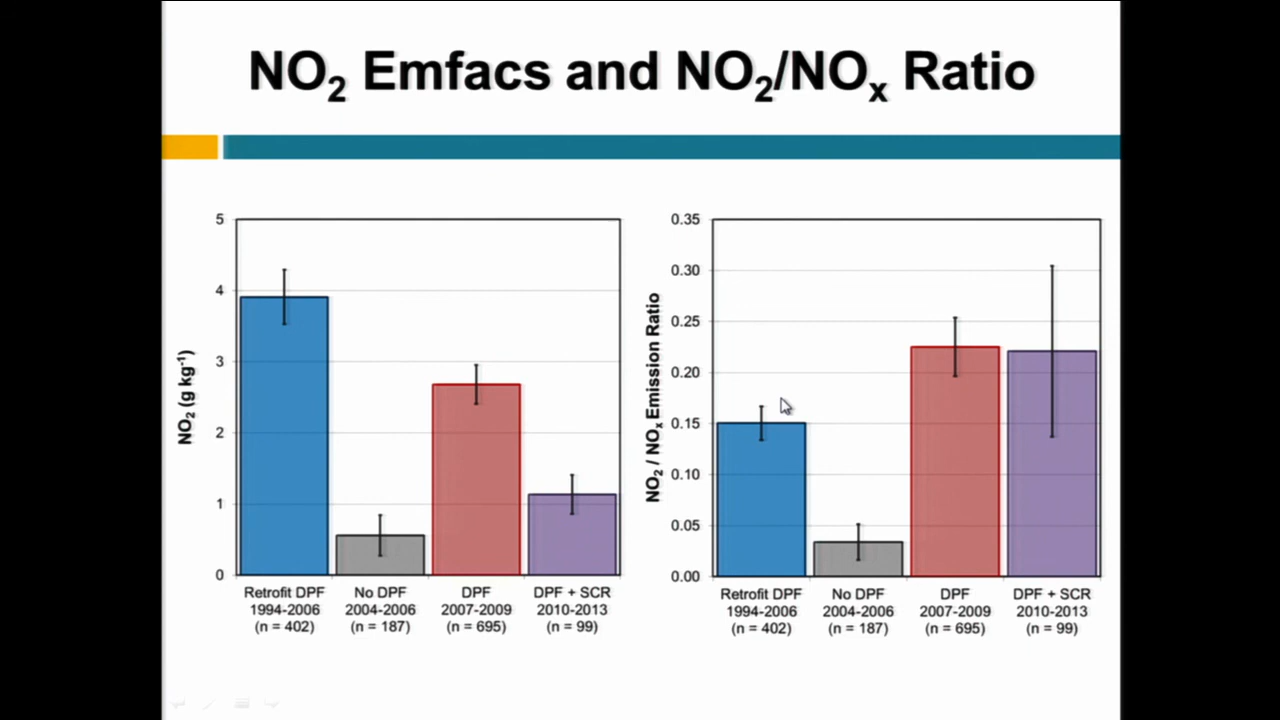 NO₂ Emfacs and NO₂/NOₓ Ratio
NO₂ (g kg⁻¹)
5
4
3
2
1
0
Retrofit DPF
1994-2006
(n = 402)
No DPF
2004-2006
(n = 187)
DPF
2007-2009
(n = 695)
DPF + SCR
2010-2013
(n = 99)
NO₂ / NOₓ Emission Ratio
0.35
0.30
0.25
0.20
0.15
0.10
0.05
0.00
Retrofit DPF
1994-2006
(n = 402)
No DPF
2004-2006
(n = 187)
DPF
2007-2009
(n = 695)
DPF + SCR
2010-2013
(n = 99)